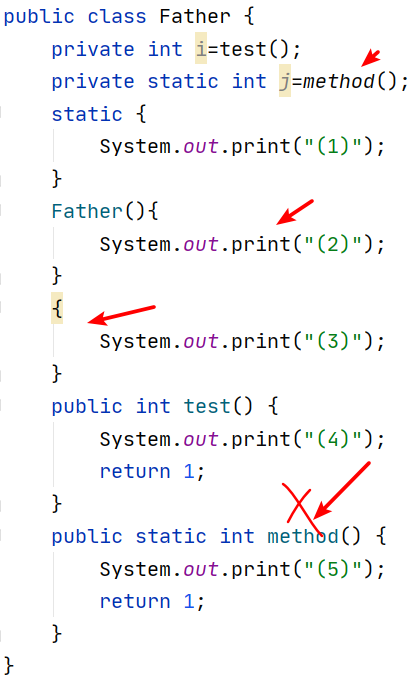 public class Father {
    private int i=test();
    private static int j=method();
    static {
        System.out.print("(1)");
    }
    Father(){
        System.out.print("(2)");
    }
    {
        System.out.print("(3)");
    }
    public int test() {
        System.out.print("(4)");
        return 1;
    }
    public static int method() {
        System.out.print("(5)");
        return 1;
    }
}